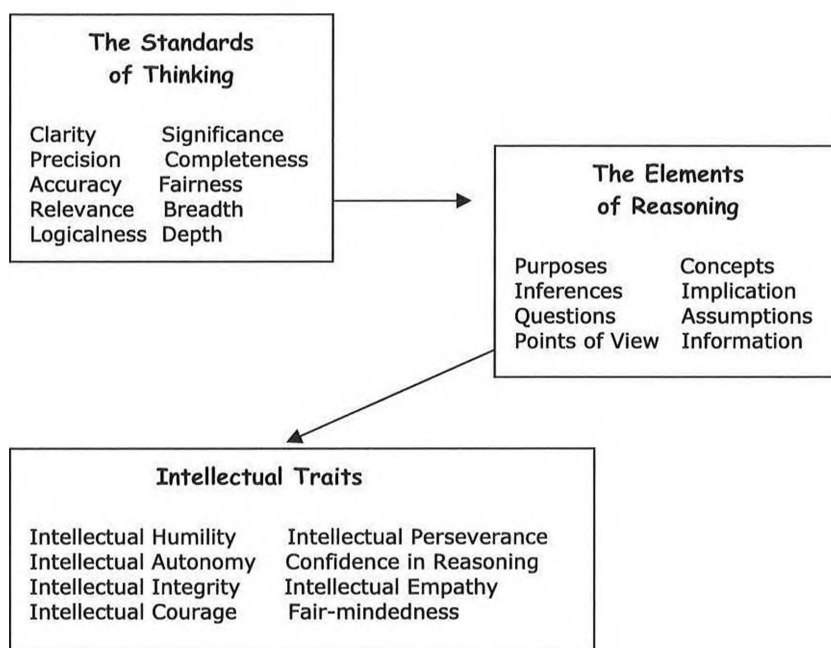 The Standards
of Thinking
Clarity Significance
Precision Completeness
Accuracy Fairness
Relevance Breadth
Logicalness Depth
The Elements
of Reasoning
Purposes Concepts
Inferences Implication
Questions Assumptions
Points of View Information
Intellectual Traits
Intellectual Humility Intellectual Perseverance
Intellectual Autonomy Confidence in Reasoning
Intellectual Integrity Intellectual Empathy
Intellectual Courage Fair-mindedness